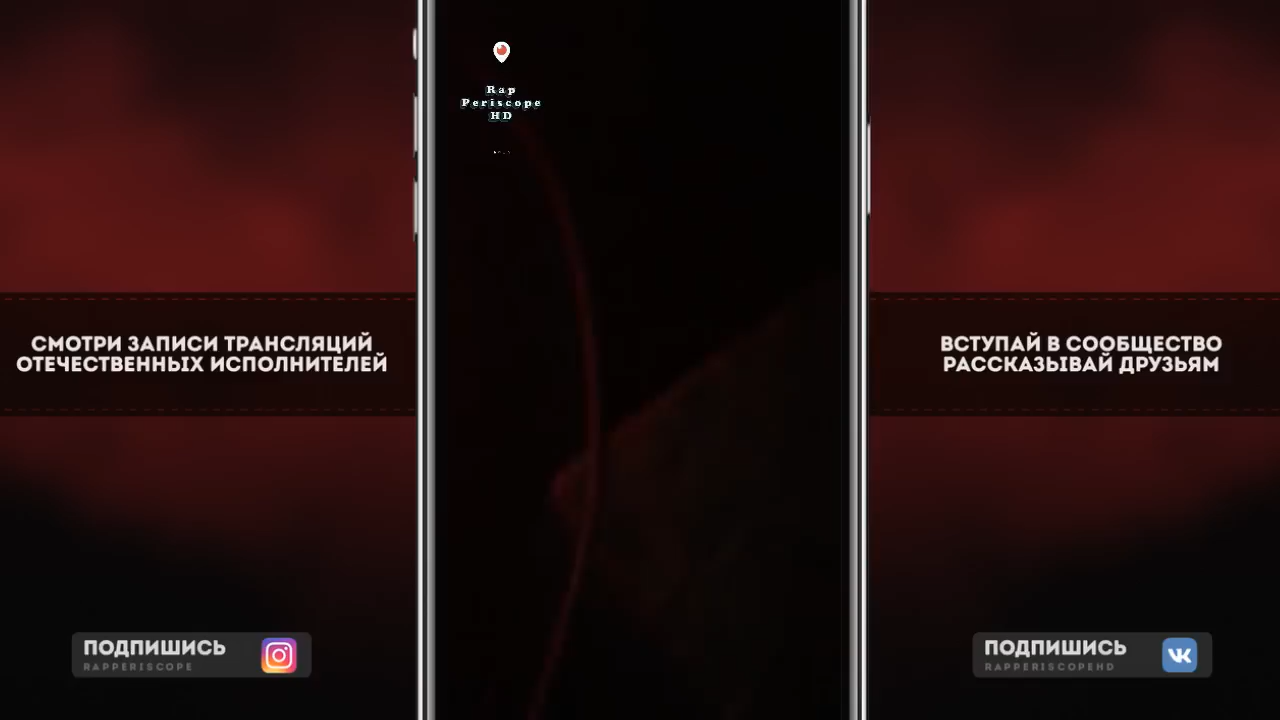 Rap
Periscope
HD
СМОТРИ ЗАПИСИ ТРАНСЛЯЦИЙ
ОТЕЧЕСТВЕННЫХ ИСПОЛНИТЕЛЕЙ
ВСТУПАЙ В СООБЩЕСТВО
РАССКАЗЫВАЙ ДРУЗЬЯМ
ПОДПИШИСЬ
RAPPERISCOPE
ПОДПИШИСЬ
RAPPERISCOPEHD